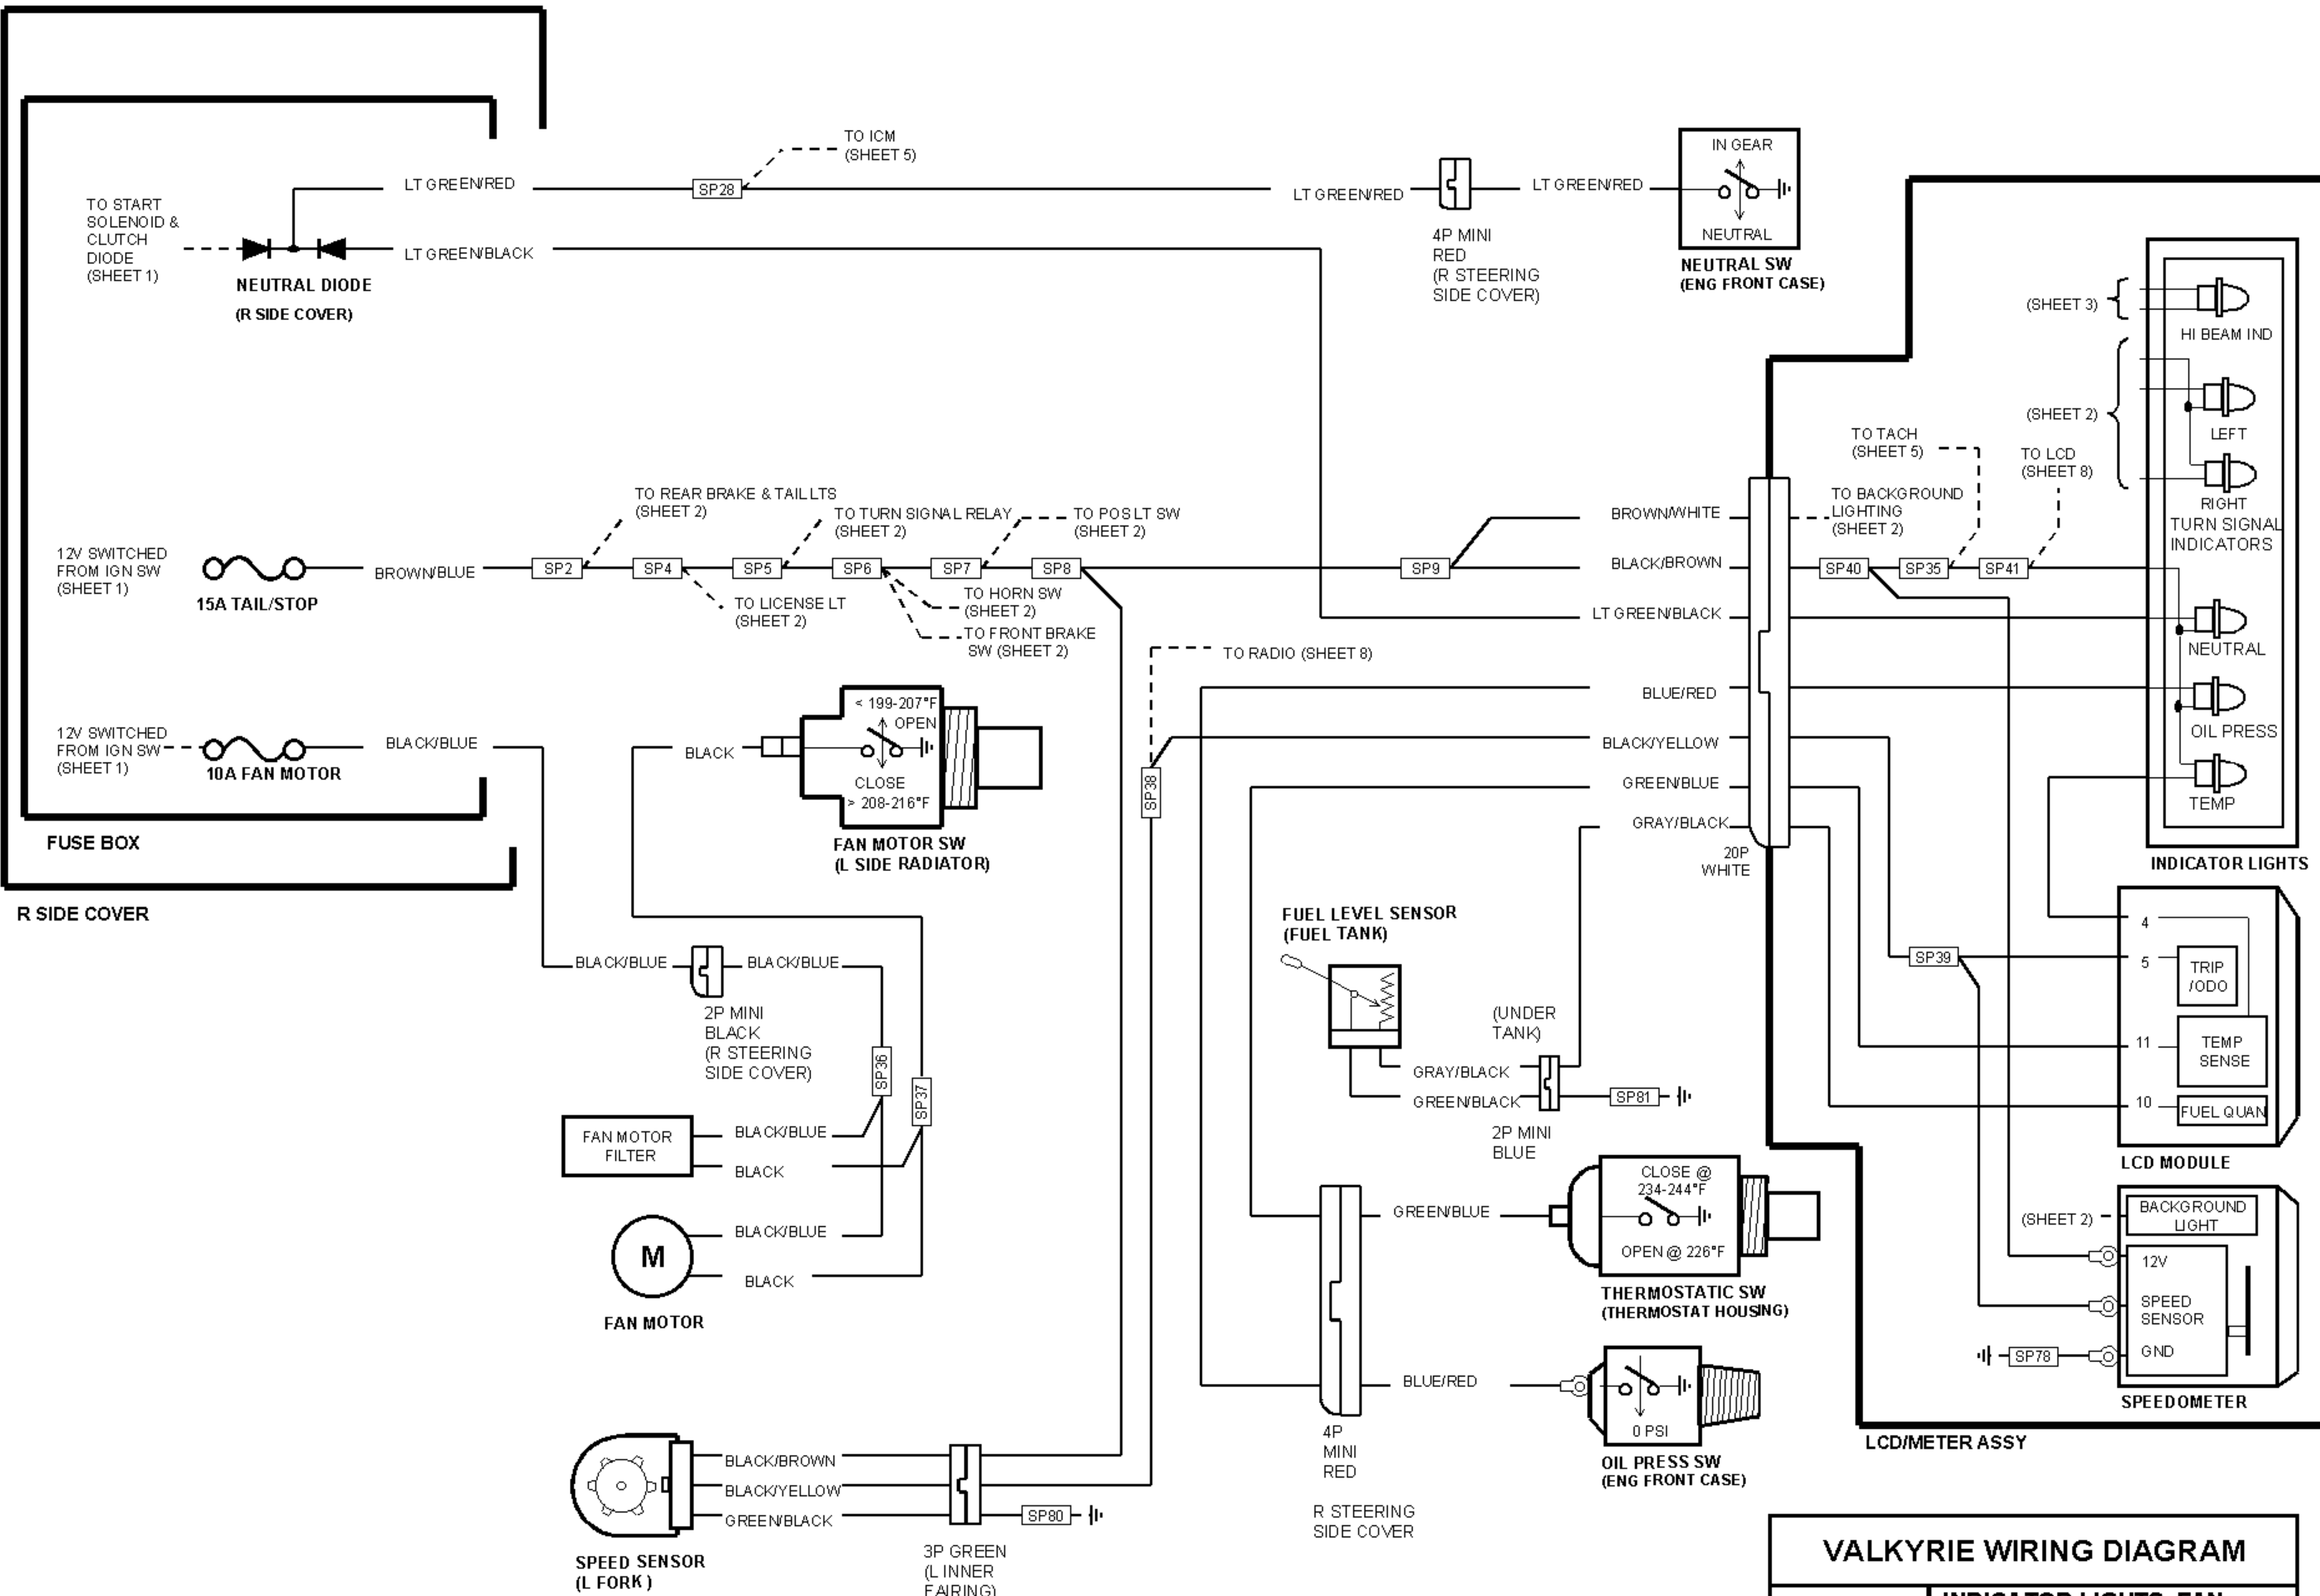 TO ICM
(SHEET 5)
LT GREEN/RED
SP28
LT GREEN/RED
LT GREEN/RED
IN GEAR
NEUTRAL
NEUTRAL SW
(ENG FRONT CASE)
4P MINI
RED
(R STEERING
SIDE COVER)
TO START
SOLENOID &
CLUTCH
DIODE
(SHEET 1)
LT GREEN/BLACK
NEUTRAL DIODE
(R SIDE COVER)
(SHEET 3)
HI BEAM IND
(SHEET 2)
LEFT
RIGHT
TURN SIGNAL
INDICATORS
TO TACH
(SHEET 5)
TO LCD
(SHEET 8)
TO BACKGROUND
LIGHTING
(SHEET 2)
TO REAR BRAKE & TAIL LTS
(SHEET 2)
TO TURN SIGNAL RELAY
(SHEET 2)
TO POS LT SW
(SHEET 2)
12V SWITCHED
FROM IGN SW
(SHEET 1)
15A TAIL/STOP
BROWN/BLUE
SP2
SP4
SP5
SP6
SP7
SP8
SP9
BROWN/WHITE
BLACK/BROWN
SP40
SP35
SP41
TO LICENSE LT
(SHEET 2)
TO HORN SW
(SHEET 2)
TO FRONT BRAKE
SW (SHEET 2)
LT GREEN/BLACK
NEUTRAL
TO RADIO (SHEET 8)
BLUE/RED
OIL PRESS
BLACK/YELLOW
GREEN/BLUE
TEMP
GRAY/BLACK
20P
WHITE
INDICATOR LIGHTS
12V SWITCHED
FROM IGN SW
(SHEET 1)
10A FAN MOTOR
BLACK/BLUE
FUSE BOX
R SIDE COVER
BLACK
< 199-207°F
OPEN
CLOSE
> 208-216°F
FAN MOTOR SW
(L SIDE RADIATOR)
SP38
BLACK/BLUE
BLACK/BLUE
2P MINI
BLACK
(R STEERING
SIDE COVER)
SP36
SP37
FAN MOTOR
FILTER
BLACK/BLUE
BLACK
M
BLACK/BLUE
BLACK
FAN MOTOR
FUEL LEVEL SENSOR
(FUEL TANK)
(UNDER
TANK)
GRAY/BLACK
GREEN/BLACK
SP81
2P MINI
BLUE
SP39
4
5
TRIP
/ODO
11
TEMP
SENSE
10
FUEL QUAN
LCD MODULE
GREEN/BLUE
CLOSE @
234-244°F
OPEN @ 226°F
THERMOSTATIC SW
(THERMOSTAT HOUSING)
(SHEET 2)
BACKGROUND
LIGHT
12V
SPEED
SENSOR
GND
SP78
SPEEDOMETER
BLUE/RED
0 PSI
OIL PRESS SW
(ENG FRONT CASE)
4P
MINI
RED
R STEERING
SIDE COVER
LCD/METER ASSY
BLACK/BROWN
BLACK/YELLOW
GREEN/BLACK
SP80
SPEED SENSOR
(L FORK)
3P GREEN
(L INNER
FAIRING)
VALKYRIE WIRING DIAGRAM
INDICATOR LIGHTS, FAN